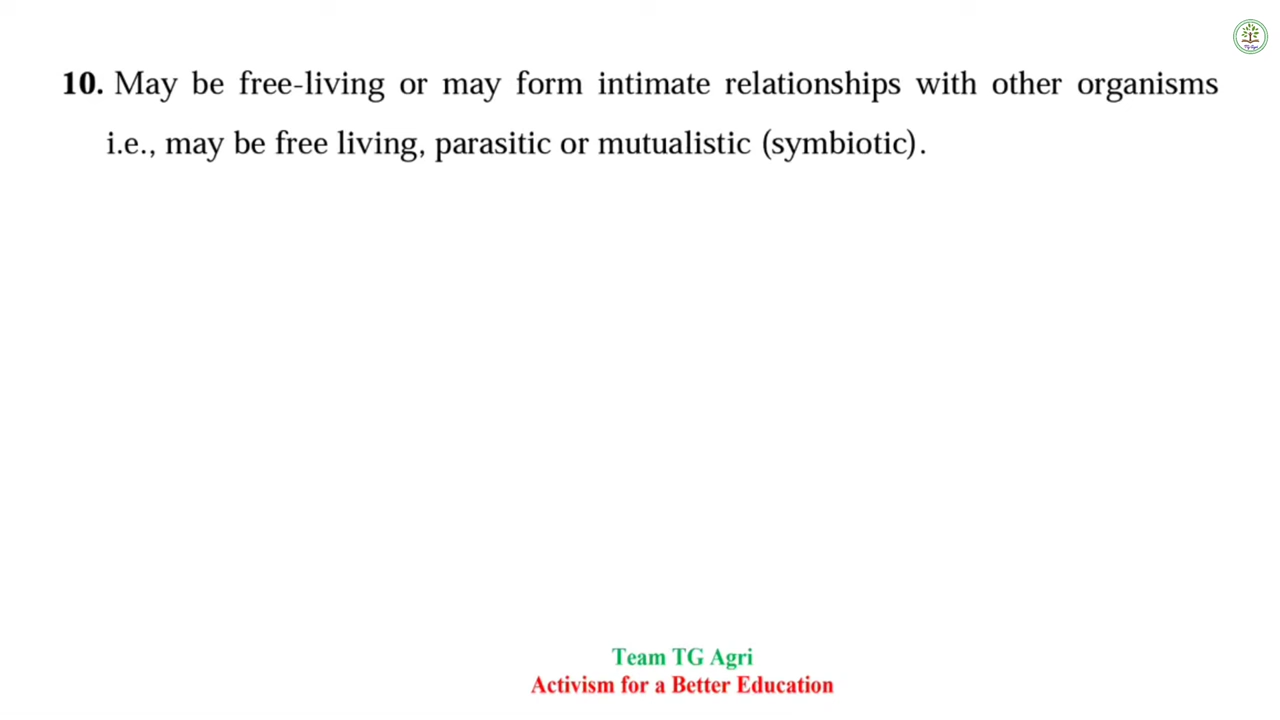 10. May be free-living or may form intimate relationships with other organisms
i.e., may be free living, parasitic or mutualistic (symbiotic).
Team TG Agri
Activism for a Better Education